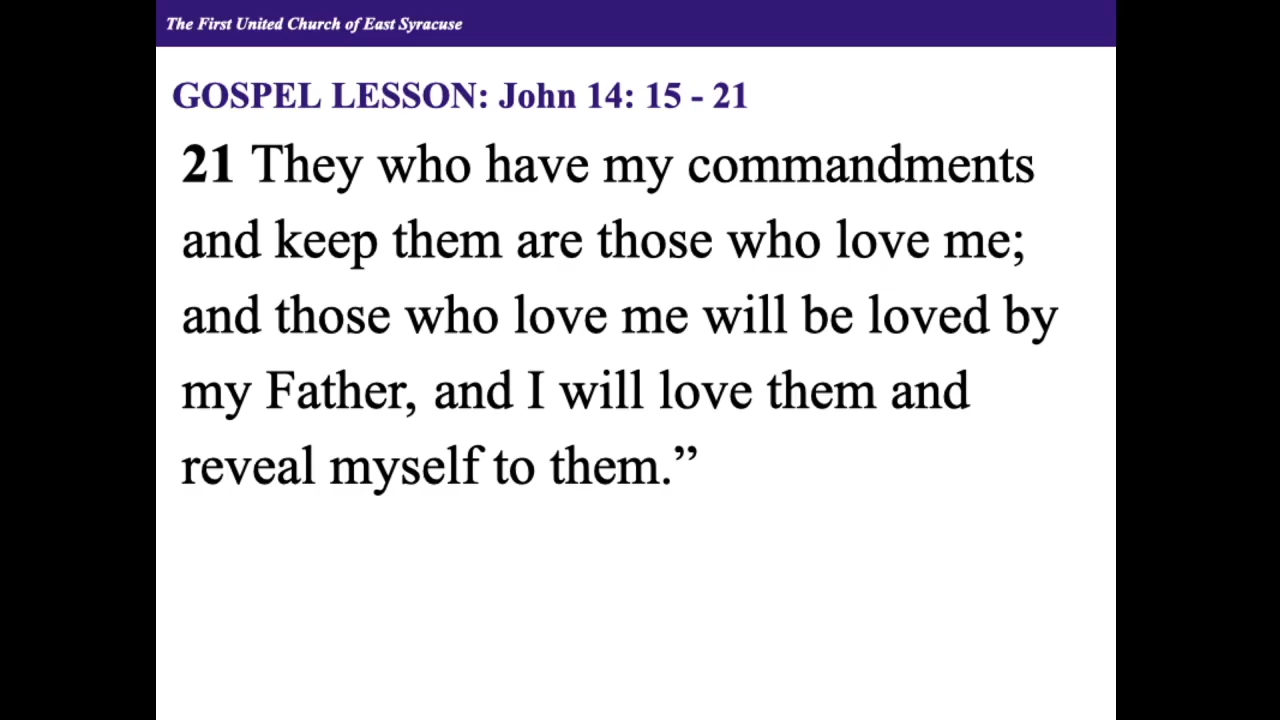 The First United Church of East Syracuse
GOSPEL LESSON: John 14: 15 - 21
21 They who have my commandments
and keep them are those who love me;
and those who love me will be loved by
my Father, and I will love them and
reveal myself to them.”